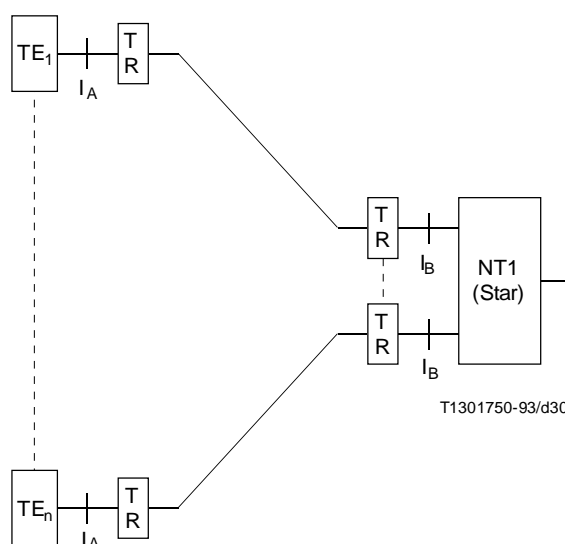 TE1
IA
T
R
T
R
IB
NT1
(Star)
T
R
IB
T1301750-93/d30
TEn
IA
T
R